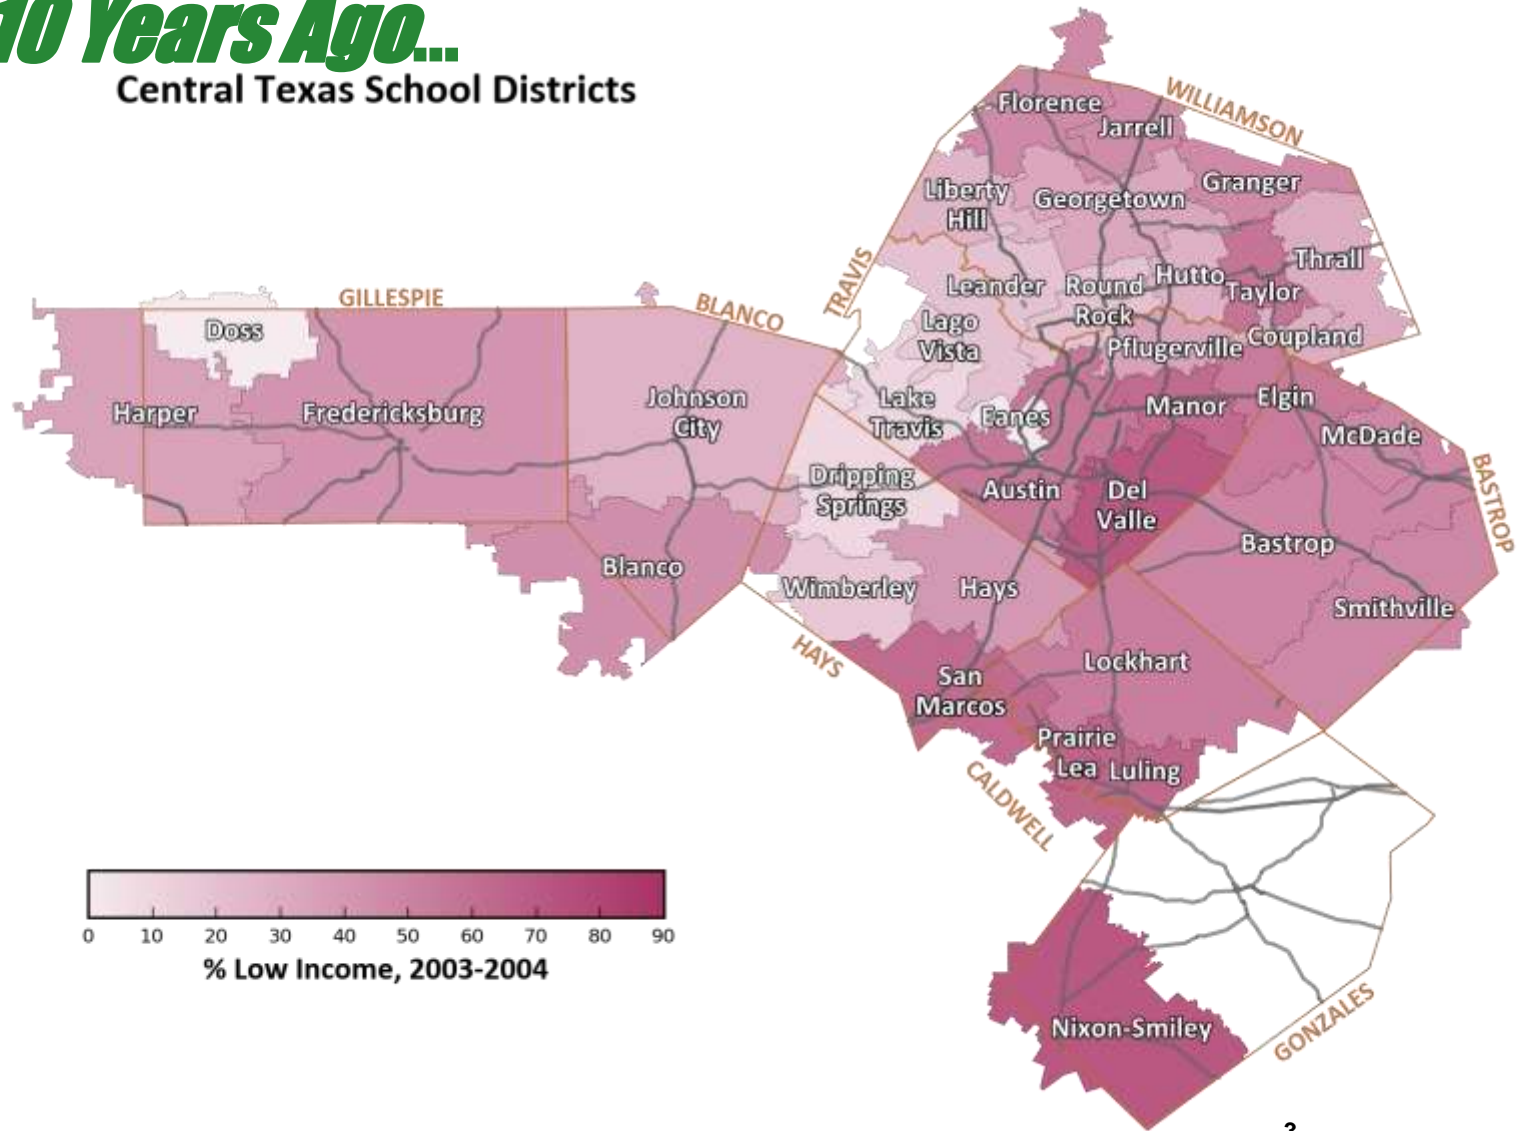 10 Years Ago...
Central Texas School Districts
WILLIAMSON
Florence
Jarrell
Granger
Liberty
Hill
Georgetown
TRAVIS
Thrall
Leander
Round
Rock
Hutto
Taylor
GILLESPIE
BLANCO
Doss
Lago
Vista
Pflugerville
Coupland
Harper
Fredericksburg
Johnson
City
Lake
Travis
Eanes
Manor
Elgin
McDade
BASTROP
Dripping
Springs
Austin
Del
Valle
Bastrop
Blanco
Wimberley
Hays
Smithville
HAYS
San
Marcos
Lockhart
Prairie
Lea
Luling
CALDWELL
0 10 20 30 40 50 60 70 80 90
% Low Income, 2003-2004
Nixon-Smiley
GONZALES
3